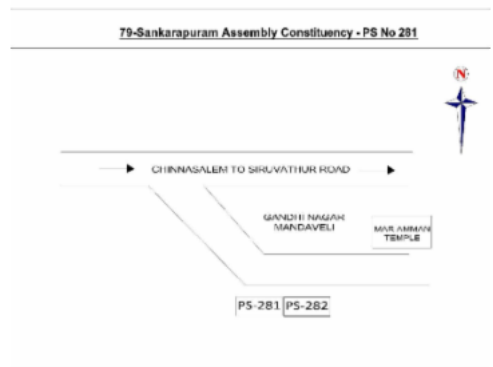 79-Sankarapuram Assembly Constituency - PS No 281
N
CHINNASALEM TO SIRUVATHUR ROAD
GANDHI NAGAR
MANDAVELI
MARIAMMAN
TEMPLE
PS-281 PS-282